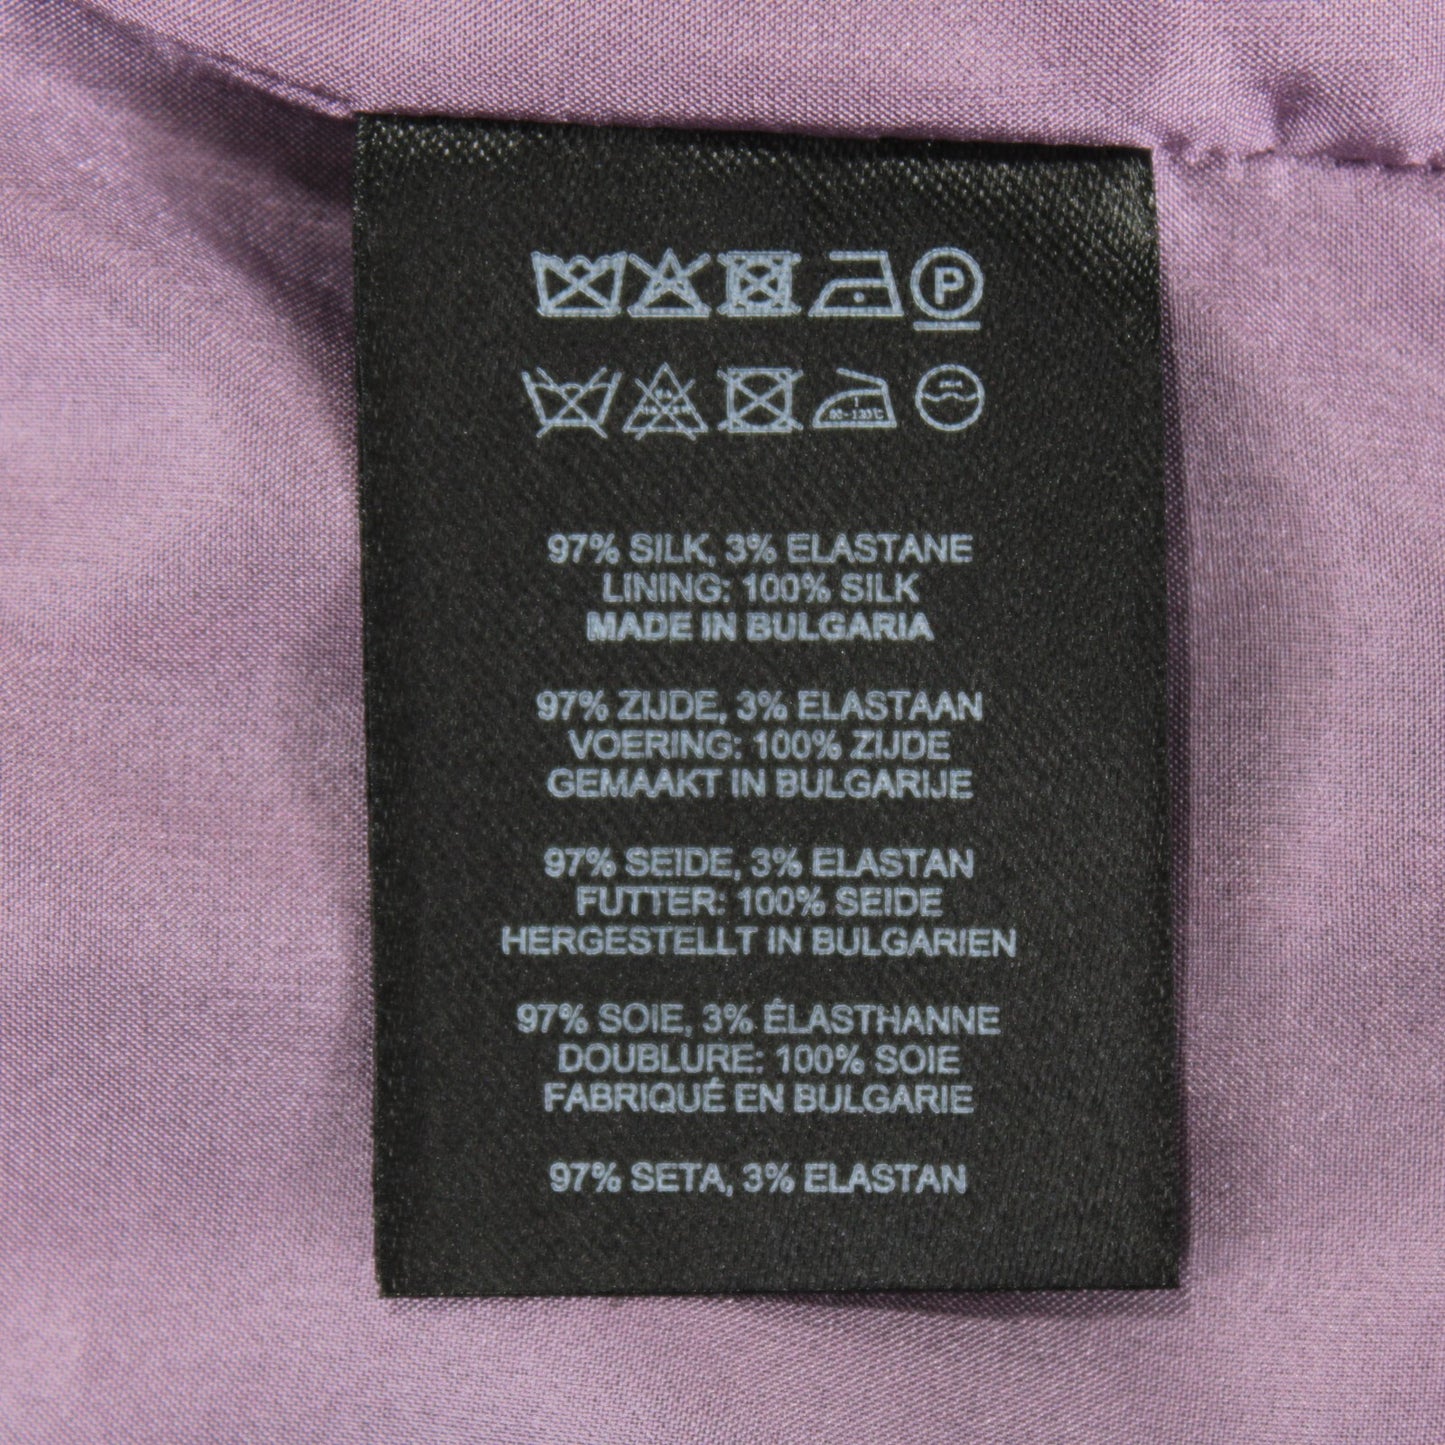 P
97% SILK, 3% ELASTANE
LINING: 100% SILK
MADE IN BULGARIA
97% ZIJDE, 3% ELASTAAN
VOERING: 100% ZIJDE
GEMAAKT IN BULGARIJE
97% SEIDE, 3% ELASTAN
FUTTER: 100% SEIDE
HERGESTELLT IN BULGARIEN
97% SOIE, 3% ÉLASTHANNE
DOUBLURE: 100% SOIE
FABRIQUÉ EN BULGARIE
97% SETA, 3% ELASTAN